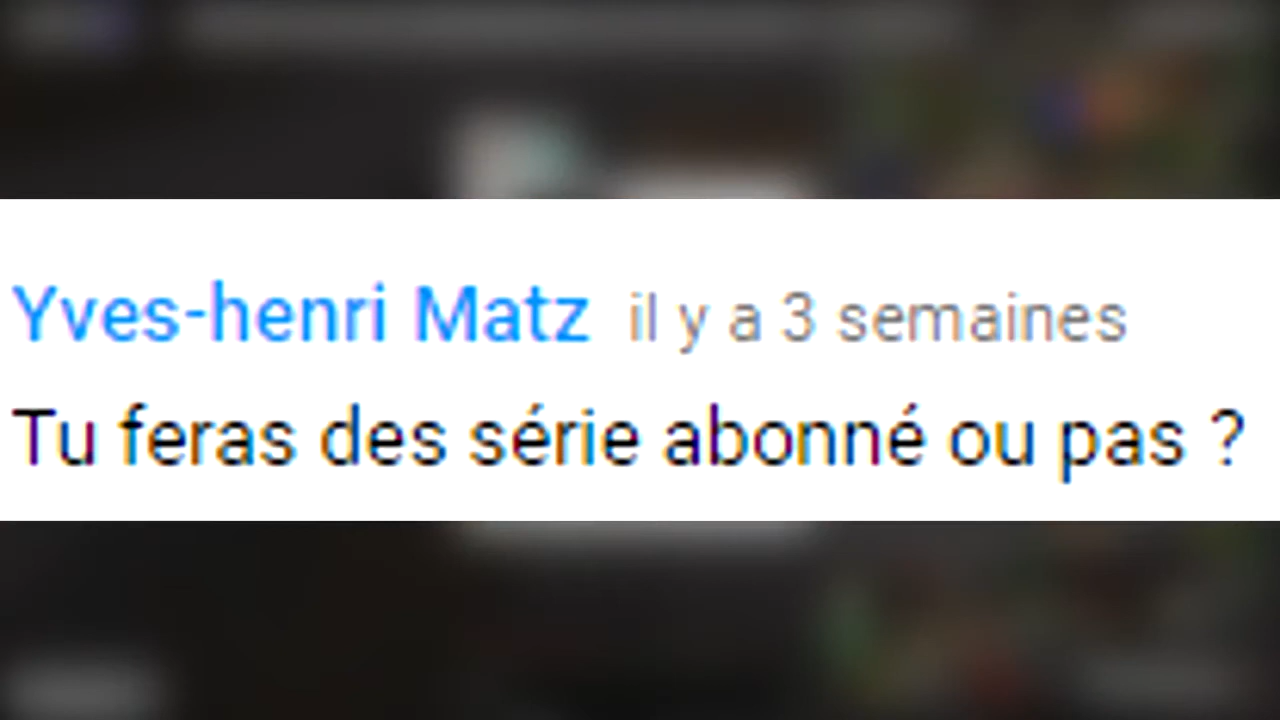 Yves-henri Matz il y a 3 semaines
Tu feras des série abonné ou pas ?